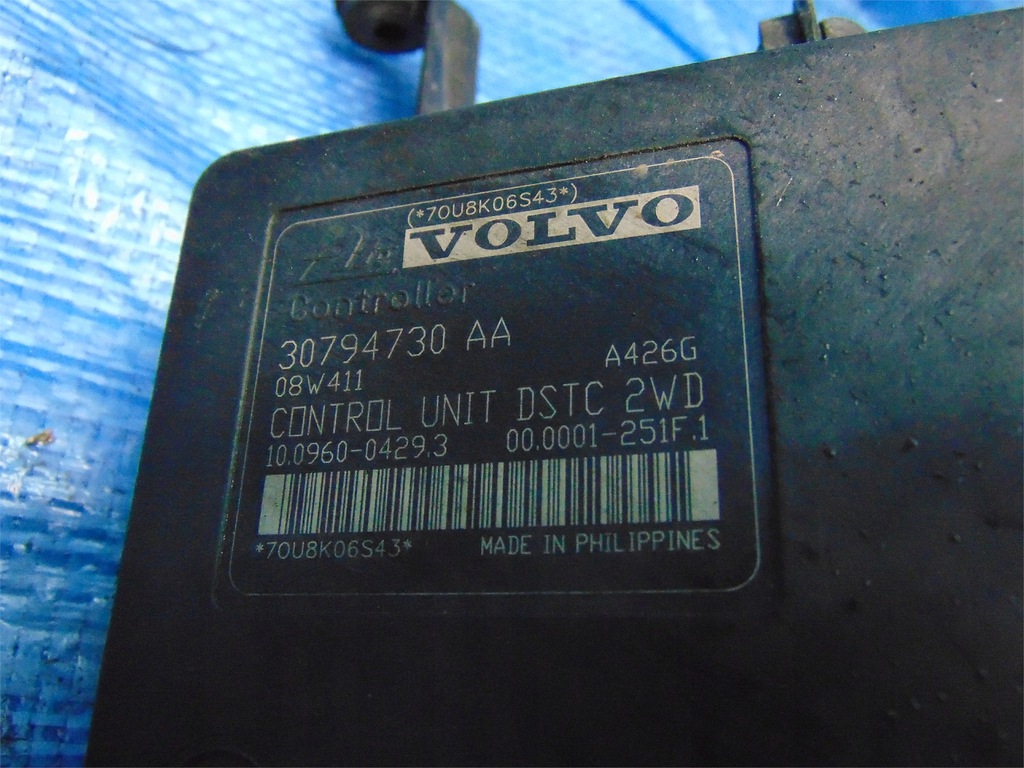 (*70U8K06S43*)
VOLVO
Controller
30794730 AA
A426G
08W411
CONTROL UNIT DSTC 2WD
10.0960-0429.3 00.0001-251F.1
*70U8K06S43* MADE IN PHILIPPINES